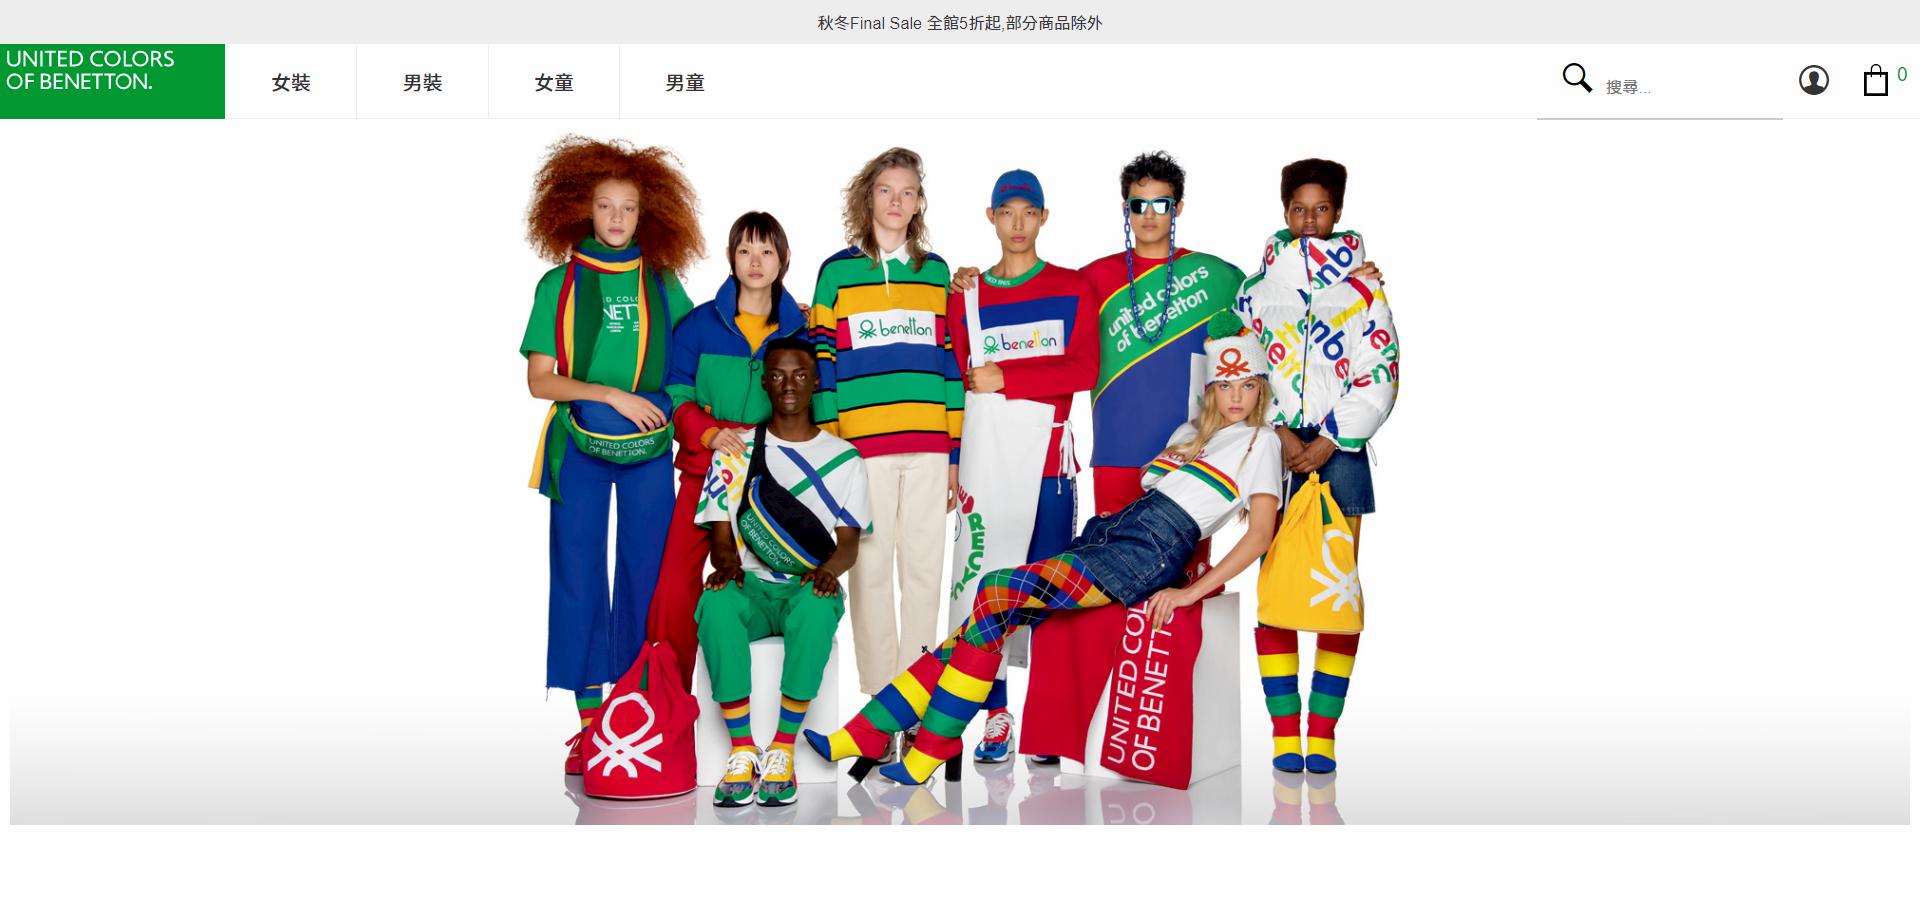 秋冬Final Sale 全館5折起,部分商品除外
UNITED COLORS
OF BENETTON.
女裝
男裝
女童
男童
搜尋...
0
benetton
benetton
united colors
of benetton
UNITED COLORS
OF BENETTON.
UNITED COLORS
OF BENETTON.
UNITED COL
OF BENETT